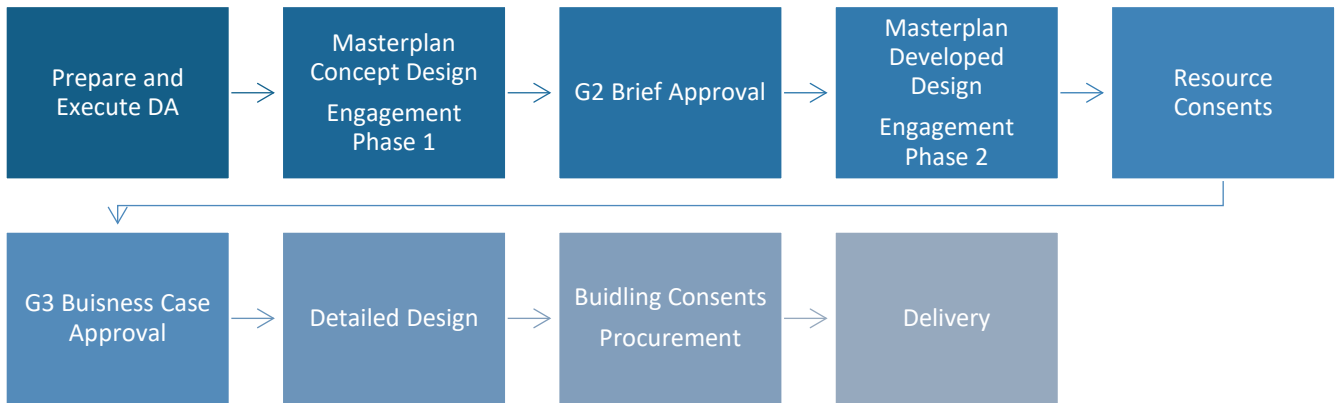 Prepare and
Execute DA
Masterplan
Concept Design
Engagement
Phase 1
G2 Brief Approval
Masterplan
Developed
Design
Engagement
Phase 2
Resource
Consents
G3 Buisness Case
Approval
Detailed Design
Buidling Consents
Procurement
Delivery